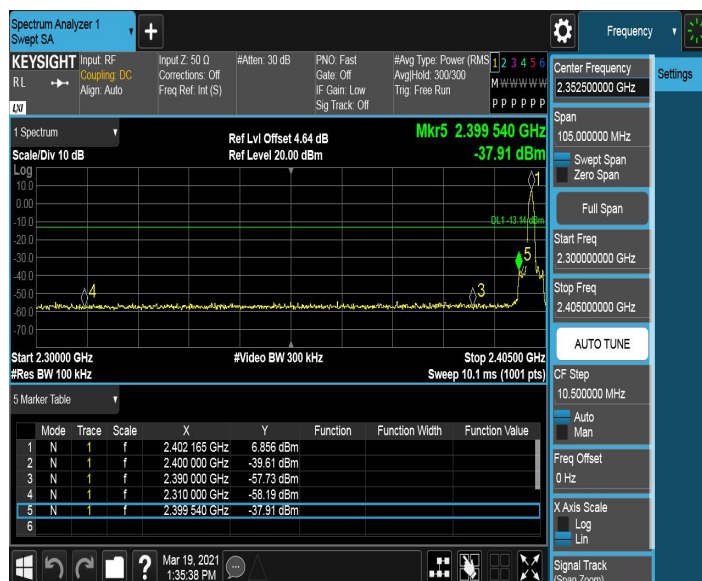 Spectrum Analyzer 1
Swept SA
+
Frequency
KEYSIGHT
RL
LXI
Input: RF
Coupling: DC
Align: Auto
Input Z: 50 Ω
Corrections: Off
Freq Ref: Int (S)
#Atten: 30 dB
PNO: Fast
Gate: Off
IF Gain: Low
Sig Track: Off
#Avg Type: Power (RMS
Avg|Hold: 300/300
Trig: Free Run
1 2 3 4 5 6
M W W W W W
P P P P P P
1 Spectrum
Scale/Div 10 dB
Ref Lvl Offset 4.64 dB
Ref Level 20.00 dBm
Mkr5 2.399 540 GHz
-37.91 dBm
Log
10.0
0.00
-10.0
-20.0
-30.0
-40.0
-50.0
-60.0
-70.0
1
DL1 -13.14 dBm
5
4
3
Start 2.30000 GHz
#Res BW 100 kHz
#Video BW 300 kHz
Stop 2.40500 GHz
Sweep 10.1 ms (1001 pts)
5 Marker Table
Mode Trace Scale X Y Function Function Width Function Value
1 N 1 f 2.402 165 GHz 6.856 dBm
2 N 1 f 2.400 000 GHz -39.61 dBm
3 N 1 f 2.390 000 GHz -57.73 dBm
4 N 1 f 2.310 000 GHz -58.19 dBm
5 N 1 f 2.399 540 GHz -37.91 dBm
6
?
Mar 19, 2021
1:35:38 PM
Center Frequency
2.352500000 GHz
Settings
Span
105.000000 MHz
Swept Span
Zero Span
Full Span
Start Freq
2.300000000 GHz
Stop Freq
2.405000000 GHz
AUTO TUNE
CF Step
10.500000 MHz
Auto
Man
Freq Offset
0 Hz
X Axis Scale
Log
Lin
Signal Track
(Span Zoom)